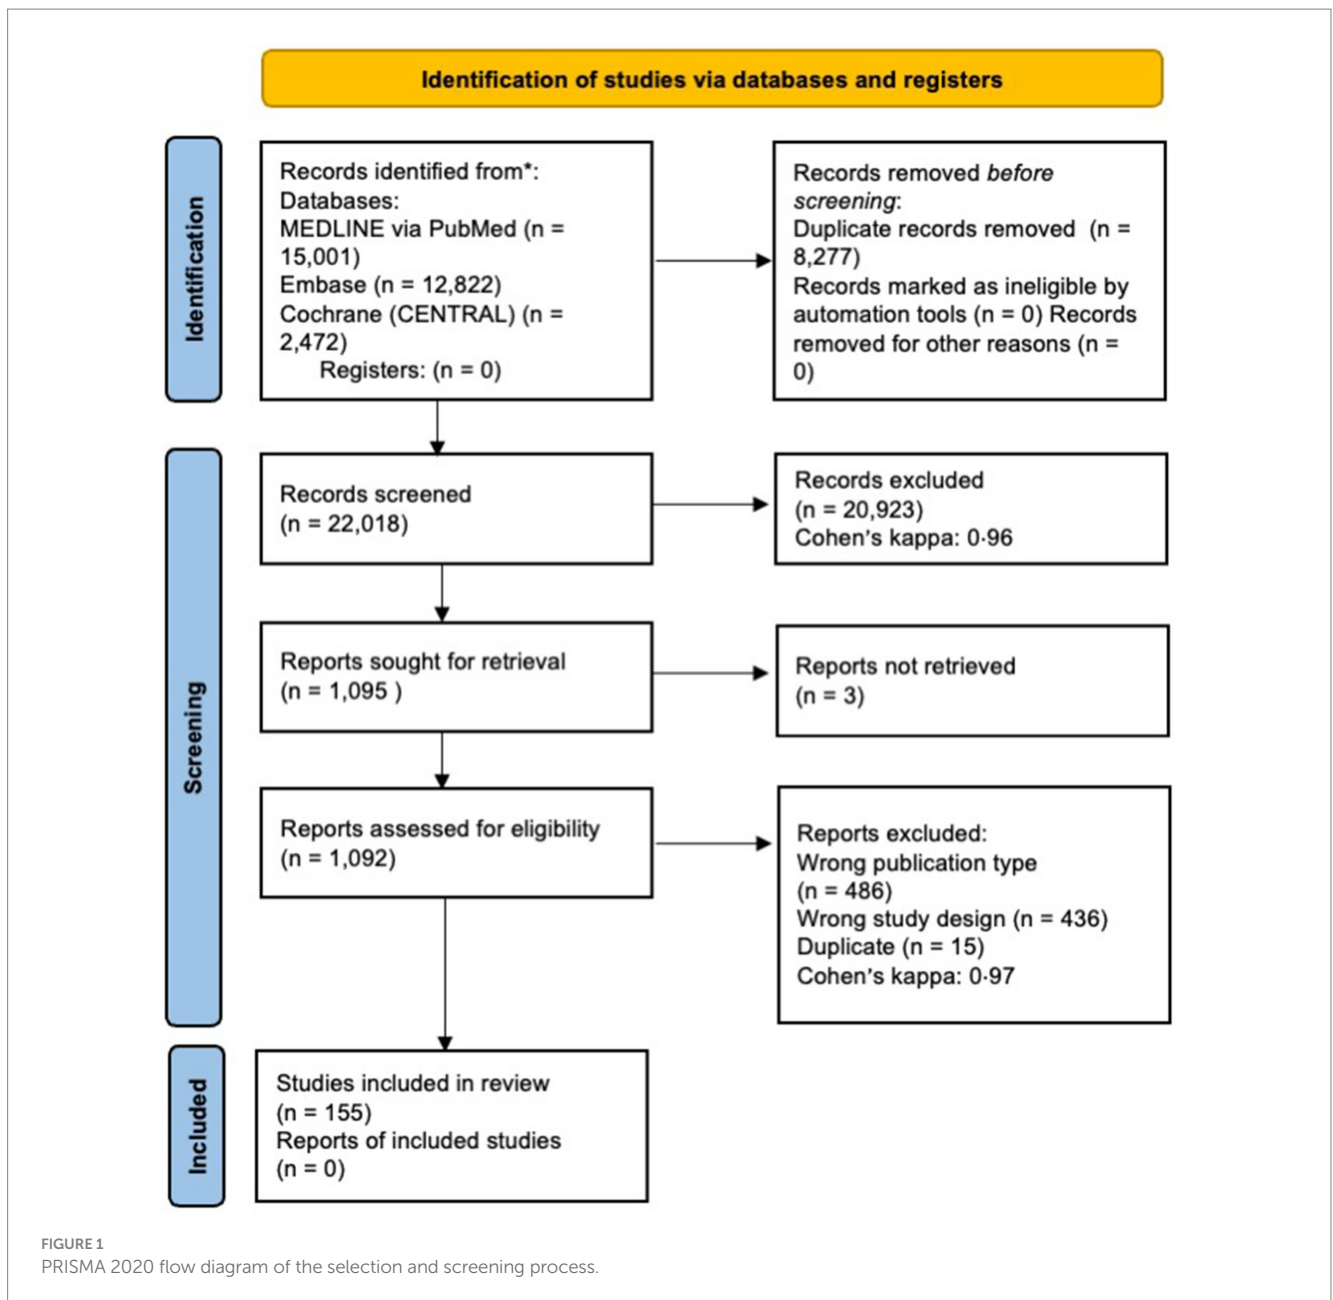 Identification of studies via databases and registers
Identification
Records identified from*:
Databases:
MEDLINE via PubMed (n =
15,001)
Embase (n = 12,822)
Cochrane (CENTRAL) (n =
2,472)
Registers: (n = 0)
Records removed before
screening:
Duplicate records removed (n =
8,277)
Records marked as ineligible by
automation tools (n = 0) Records
removed for other reasons (n =
0)
Screening
Records screened
(n = 22,018)
Records excluded
(n = 20,923)
Cohen's kappa: 0·96
Reports sought for retrieval
(n = 1,095 )
Reports not retrieved
(n = 3)
Reports assessed for eligibility
(n = 1,092)
Reports excluded:
Wrong publication type
(n = 486)
Wrong study design (n = 436)
Duplicate (n = 15)
Cohen's kappa: 0·97
Included
Studies included in review
(n = 155)
Reports of included studies
(n = 0)
FIGURE 1
PRISMA 2020 flow diagram of the selection and screening process.